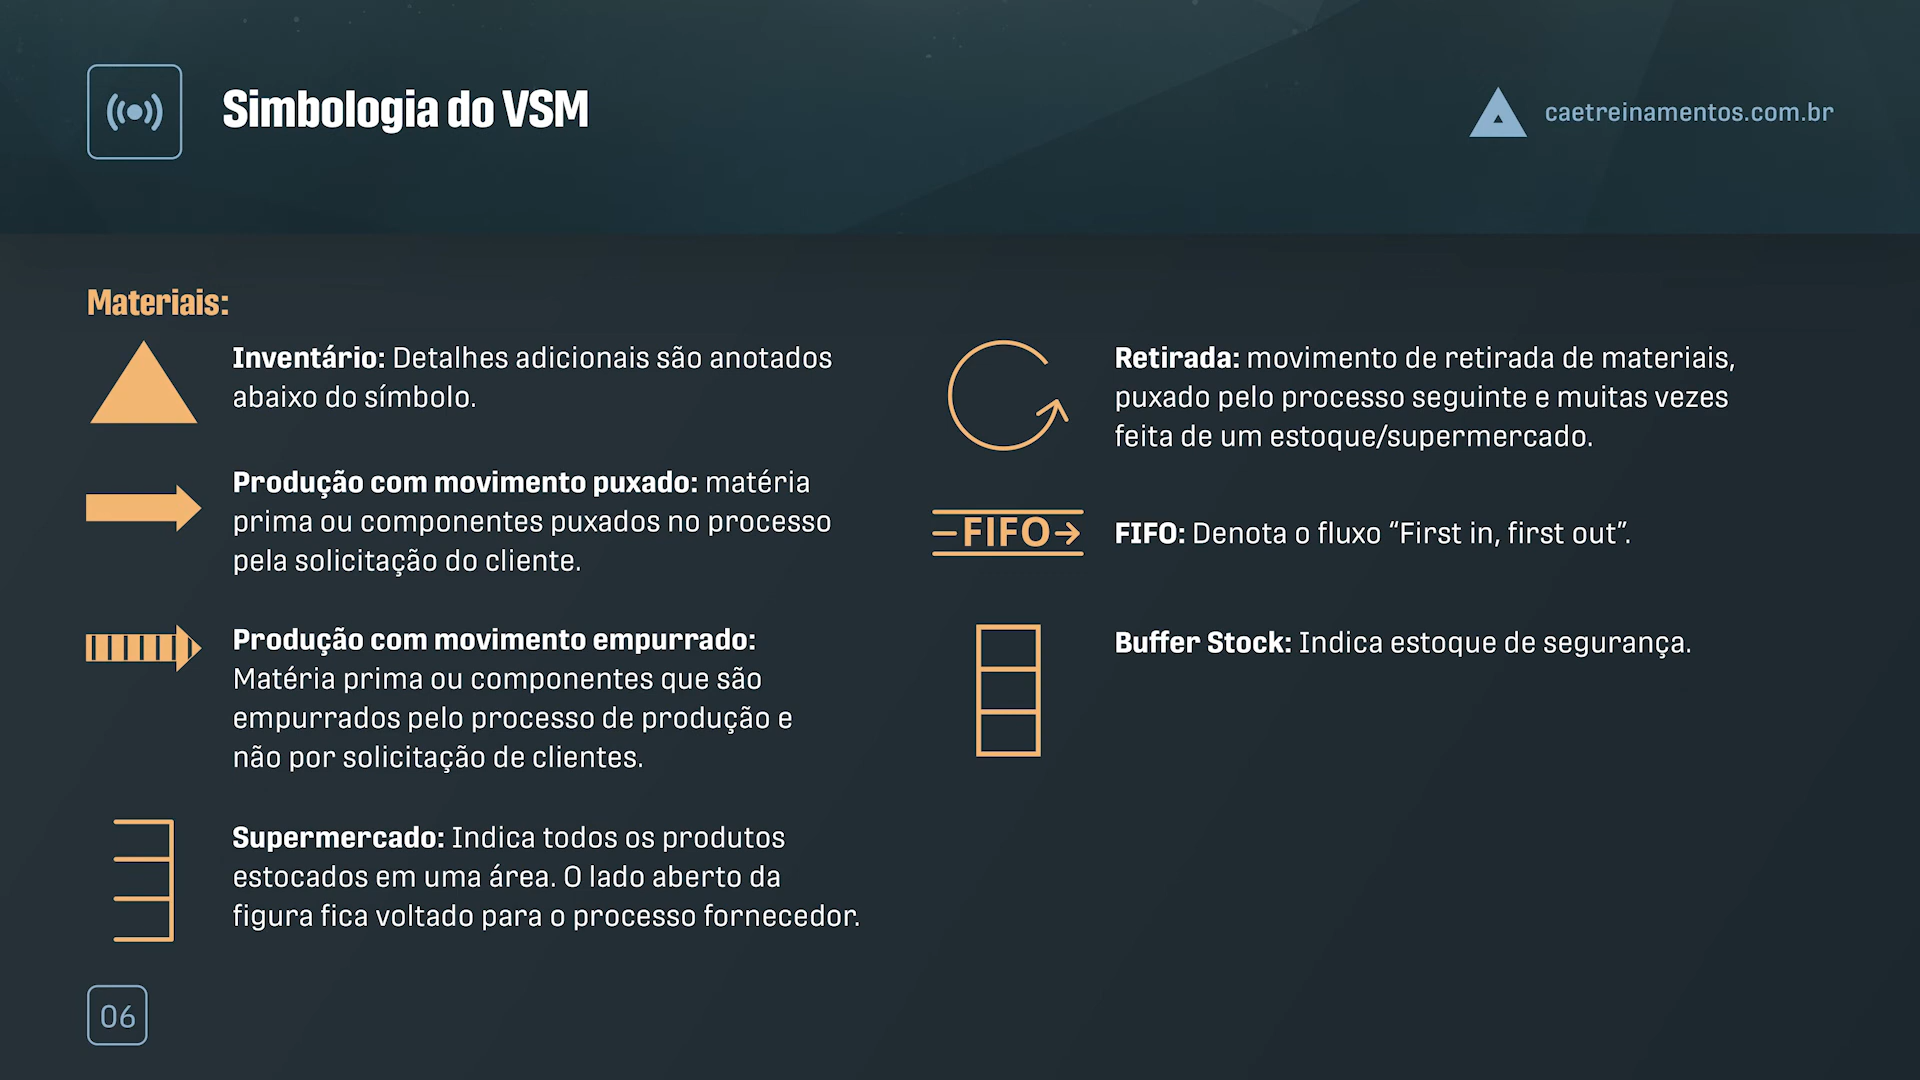 Simbologia do VSM
caetreinamentos.com.br
Materiais:
Inventário: Detalhes adicionais são anotados
abaixo do símbolo.
Produção com movimento puxado: matéria
prima ou componentes puxados no processo
pela solicitação do cliente.
Produção com movimento empurrado:
Matéria prima ou componentes que são
empurrados pelo processo de produção e
não por solicitação de clientes.
Supermercado: Indica todos os produtos
estocados em uma área. O lado aberto da
figura fica voltado para o processo fornecedor.
Retirada: movimento de retirada de materiais,
puxado pelo processo seguinte e muitas vezes
feita de um estoque/supermercado.
FIFO
FIFO: Denota o fluxo “First in, first out”.
Buffer Stock: Indica estoque de segurança.
06